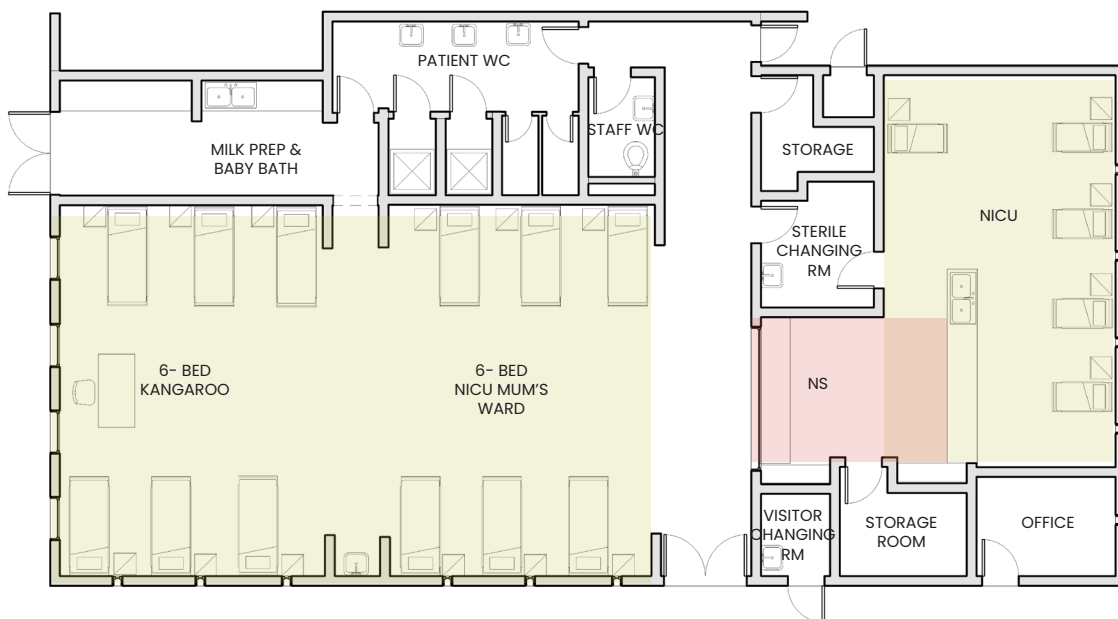 PATIENT WC
STAFF WC
MILK PREP &
BABY BATH
STORAGE
NICU
STERILE
CHANGING
RM
6- BED
KANGAROO
6- BED
NICU MUM'S
WARD
NS
VISITOR
CHANGING
RM
STORAGE
ROOM
OFFICE